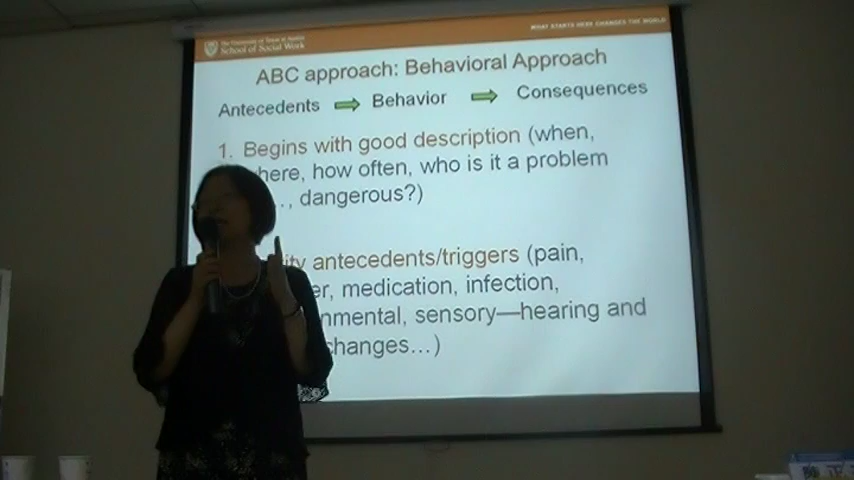 The University of Texas at Austin
School of Social Work
WHAT STARTS HERE CHANGES THE WORLD
ABC approach: Behavioral Approach
Antecedents Behavior Consequences
1. Begins with good description (when,
here, how often, who is it a problem
, dangerous?)
ity antecedents/triggers (pain,
er, medication, infection,
nmental, sensory—hearing and
changes…)